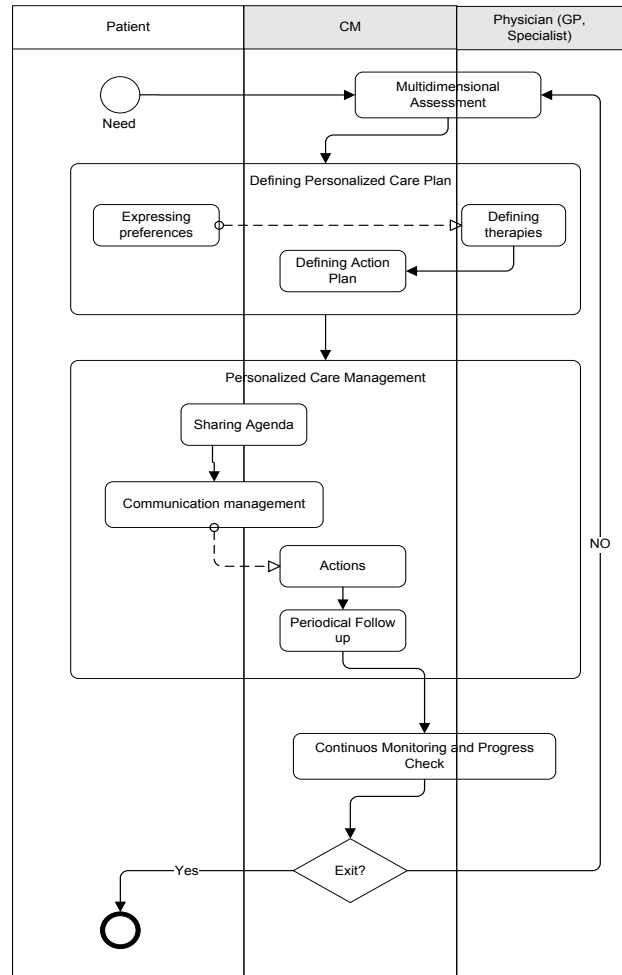 Patient
CM
Physician (GP,
Specialist)
Need
Multidimensional
Assessment
Defining Personalized Care Plan
Expressing
preferences
Defining
therapies
Defining Action
Plan
Personalized Care Management
Sharing Agenda
Communication management
Actions
NO
Periodical Follow
up
Continuos Monitoring and Progress
Check
Exit?
Yes